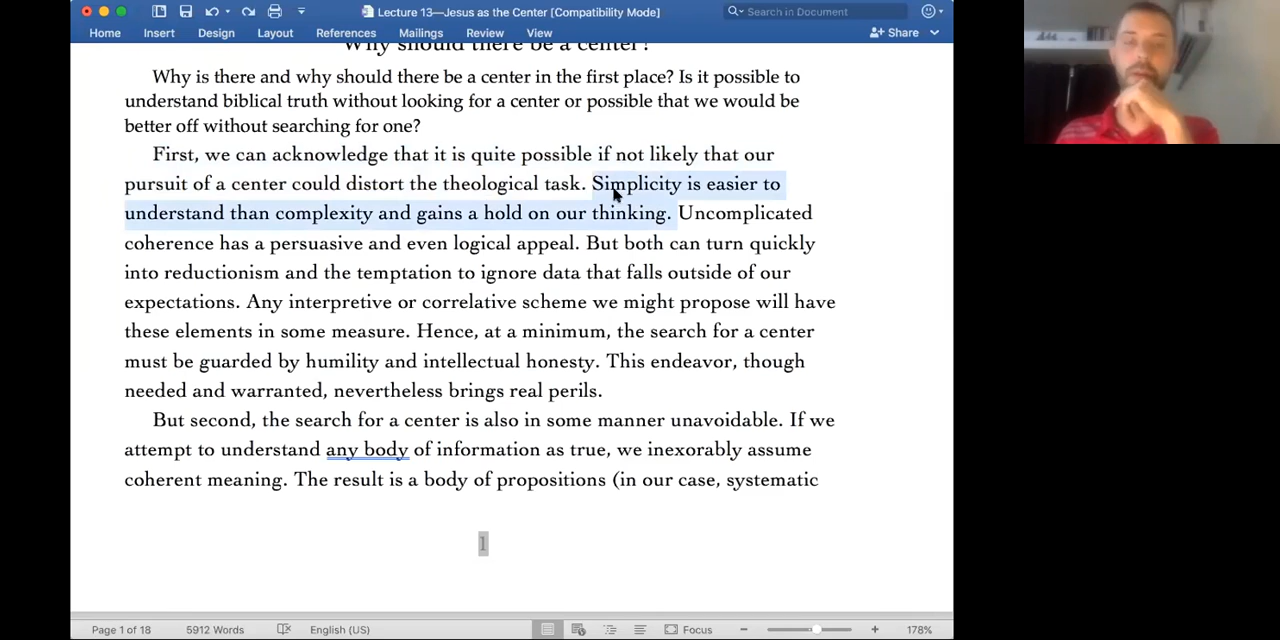 Lecture 13—Jesus as the Center [Compatibility Mode]
Search in Document
Home Insert Design Layout References Mailings Review View
Share
Why should there be a center?
Why is there and why should there be a center in the first place? Is it possible to
understand biblical truth without looking for a center or possible that we would be
better off without searching for one?
First, we can acknowledge that it is quite possible if not likely that our
pursuit of a center could distort the theological task. Simplicity is easier to
understand than complexity and gains a hold on our thinking. Uncomplicated
coherence has a persuasive and even logical appeal. But both can turn quickly
into reductionism and the temptation to ignore data that falls outside of our
expectations. Any interpretive or correlative scheme we might propose will have
these elements in some measure. Hence, at a minimum, the search for a center
must be guarded by humility and intellectual honesty. This endeavor, though
needed and warranted, nevertheless brings real perils.
But second, the search for a center is also in some manner unavoidable. If we
attempt to understand any body of information as true, we inexorably assume
coherent meaning. The result is a body of propositions (in our case, systematic
1
Page 1 of 18 5912 Words English (US) Focus 178%